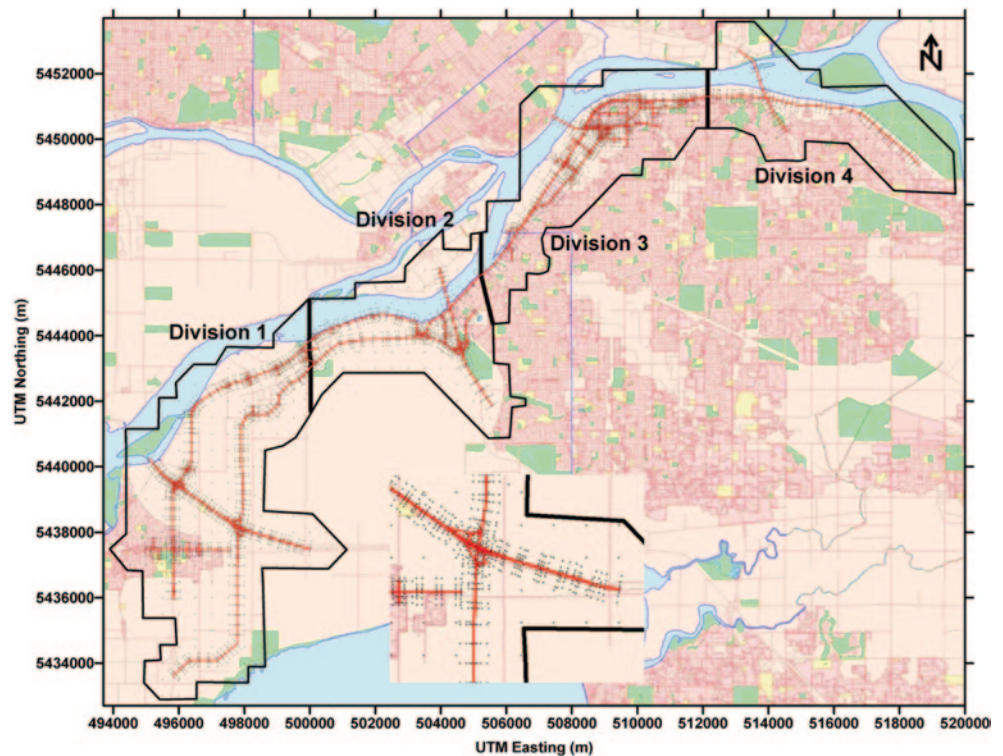 N
5452000
5450000
5448000
5446000
5444000
5442000
5440000
5438000
5436000
5434000
UTM Northing (m)
Division 1
Division 2
Division 3
Division 4
494000 496000 498000 500000 502000 504000 506000 508000 510000 512000 514000 516000 518000 520000
UTM Easting (m)